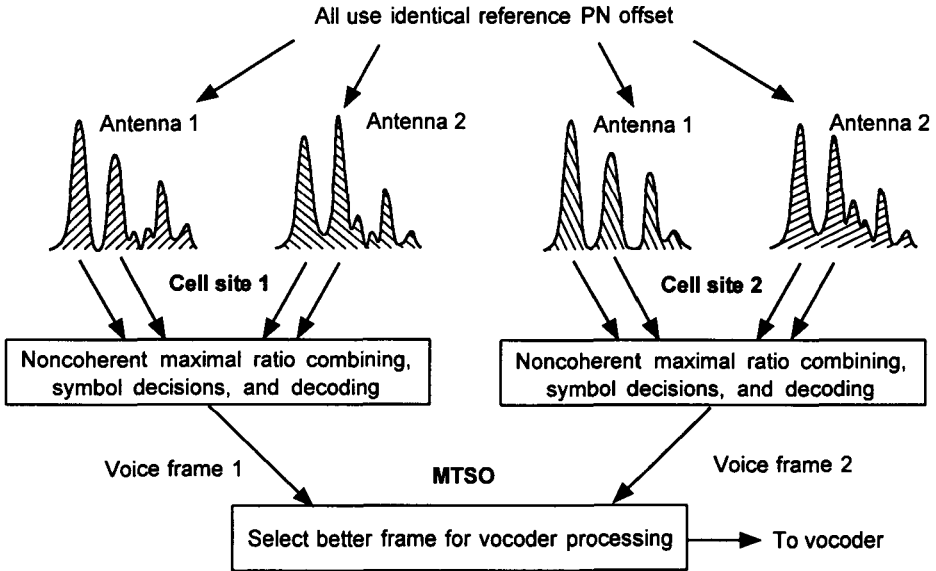 All use identical reference PN offset
Antenna 1
Antenna 2
Antenna 1
Antenna 2
Cell site 1
Cell site 2
Noncoherent maximal ratio combining,
symbol decisions, and decoding
Noncoherent maximal ratio combining,
symbol decisions, and decoding
Voice frame 1
MTSO
Voice frame 2
Select better frame for vocoder processing
To vocoder